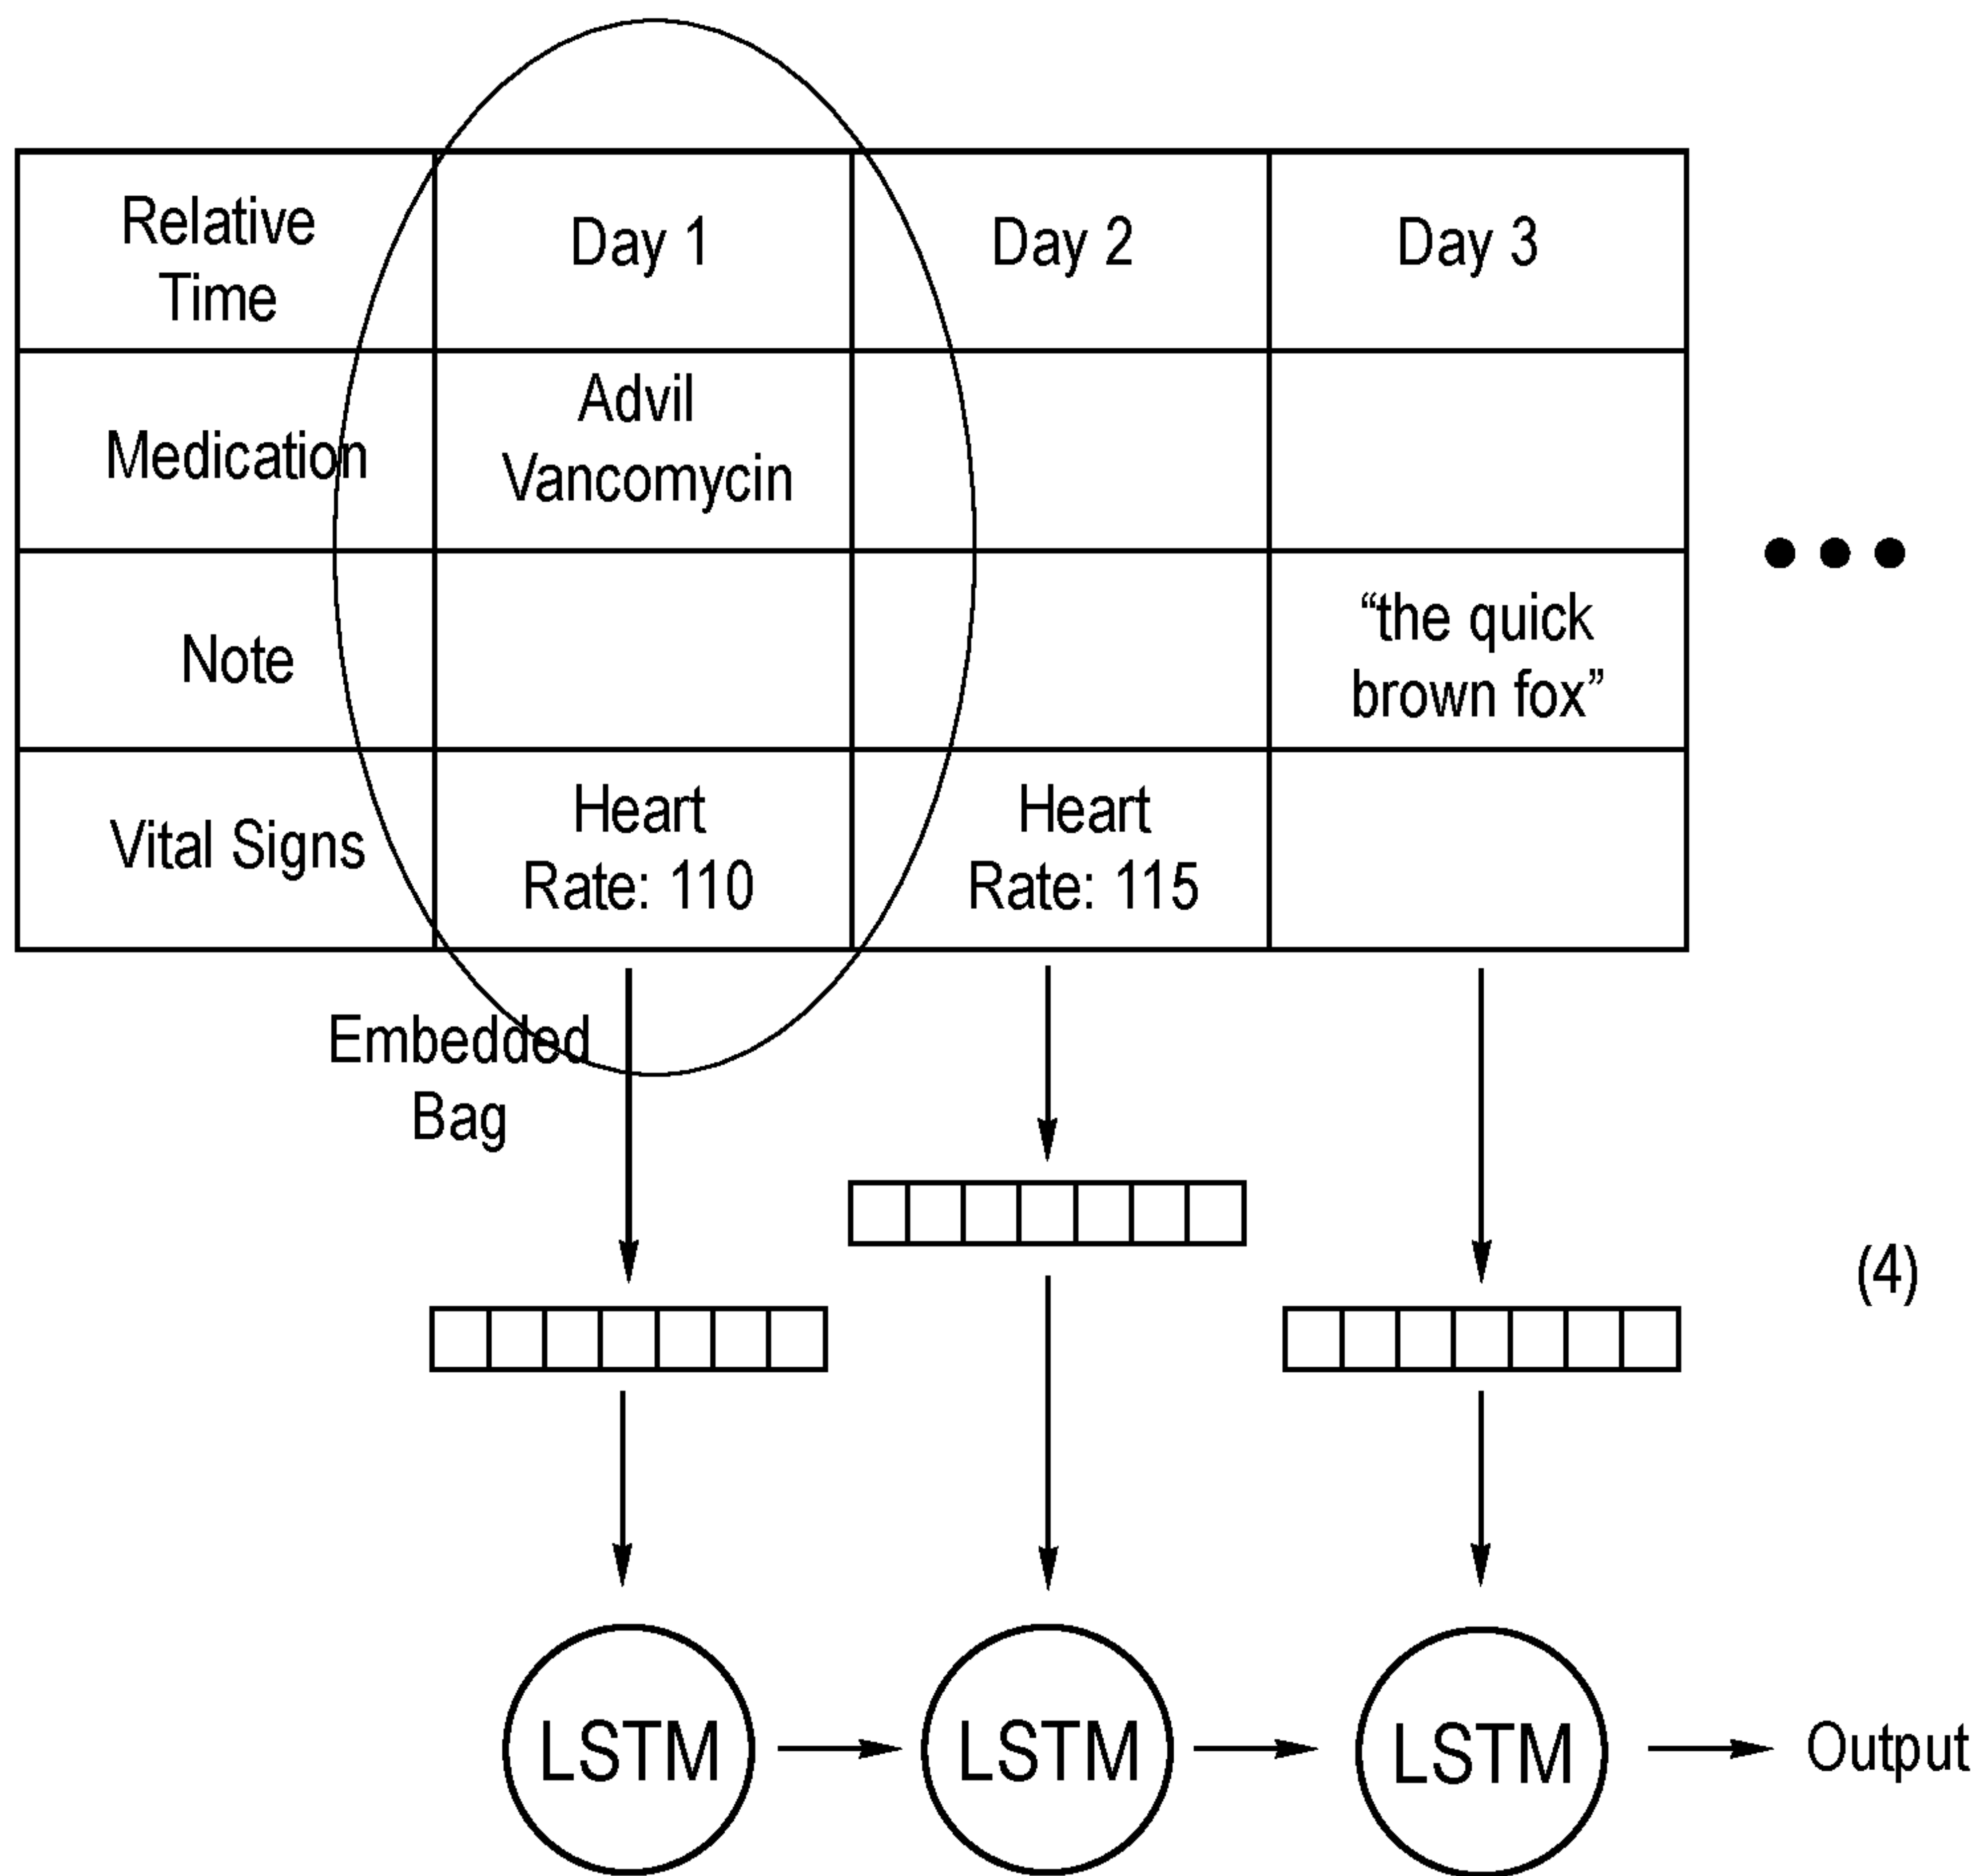 Relative
Time
Day 1
Day 2
Day 3
Medication
Advil
Vancomycin
Note
“the quick
brown fox”
Vital Signs
Heart
Rate: 110
Heart
Rate: 115
Embedded
Bag
(4)
LSTM
LSTM
LSTM
Output